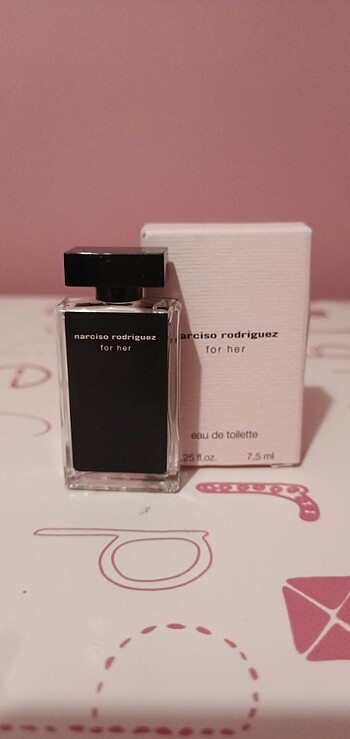 narciso rodriguez
for her
narciso rodriguez
for her
eau de toilette
.25 fl.oz. 7,5 ml